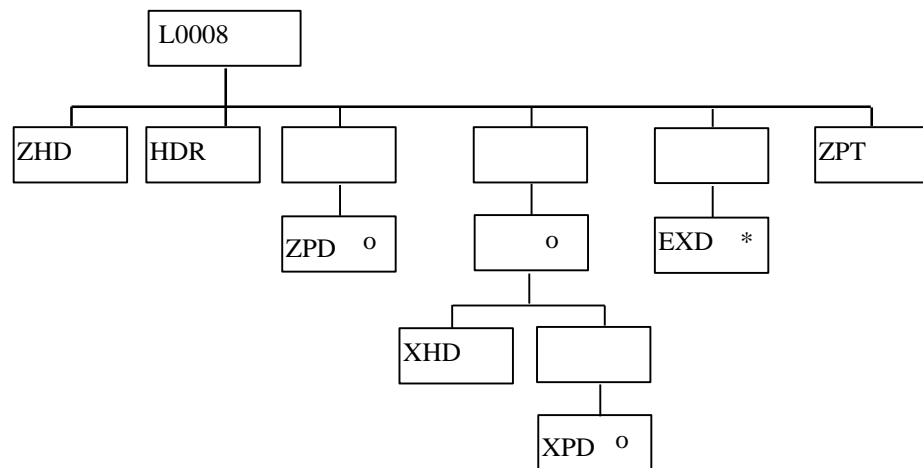 L0008
ZHD HDR ZPT
ZPD o o EXD *
XHD
XPD o